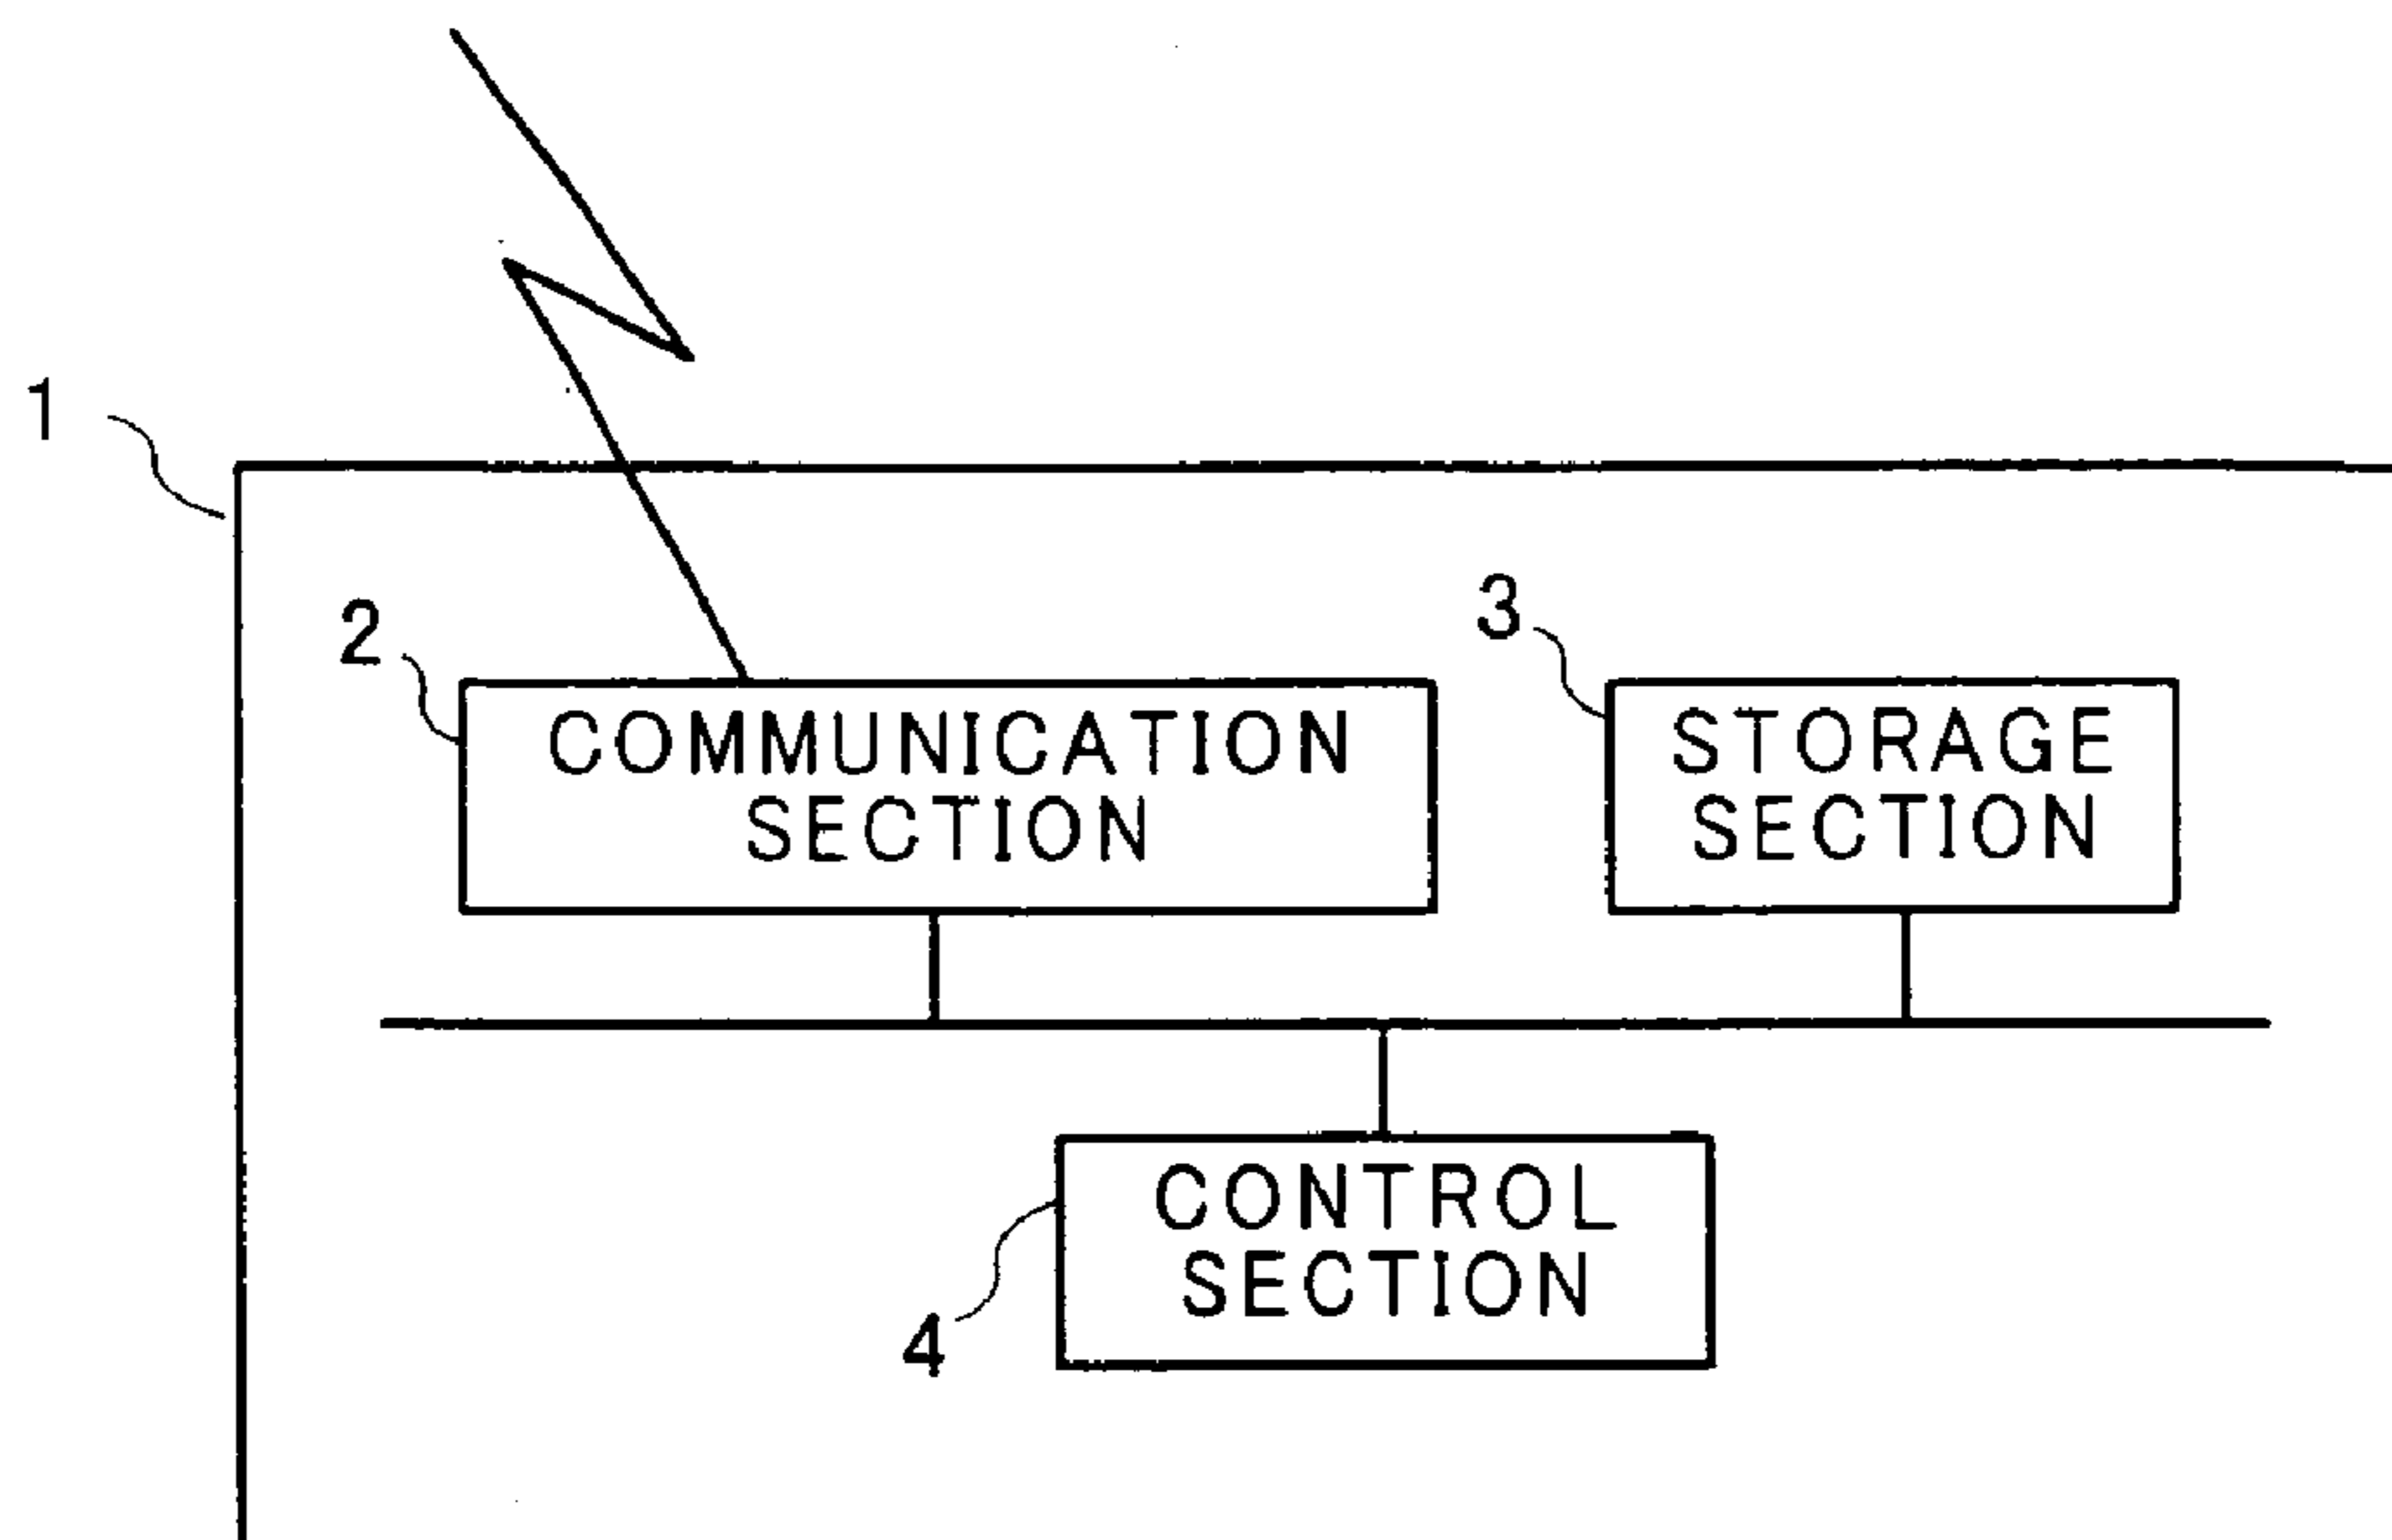 1
2
3
COMMUNICATION
SECTION
STORAGE
SECTION
CONTROL
SECTION
4